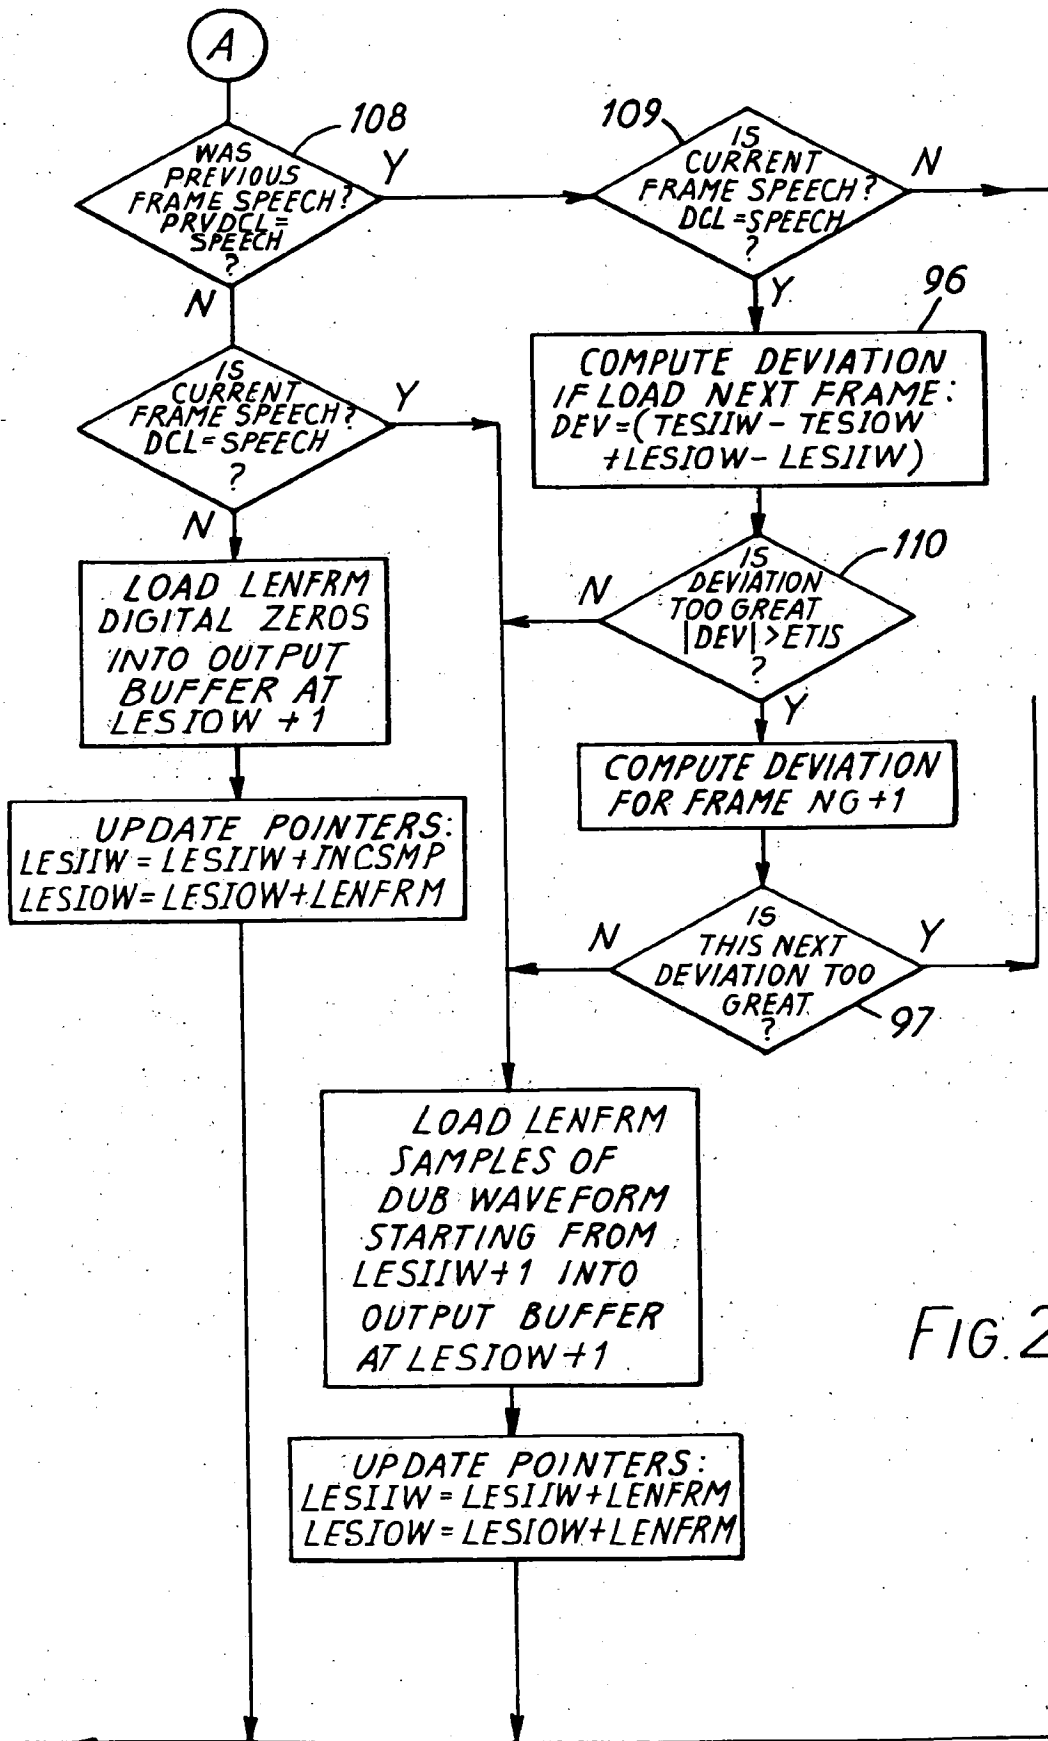 A
108
WAS
PREVIOUS
FRAME SPEECH?
PRVDCL=
SPEECH
?
Y
N
109
IS
CURRENT
FRAME SPEECH?
DCL=SPEECH
?
N
Y
96
COMPUTE DEVIATION
IF LOAD NEXT FRAME:
DEV=(TESIIW-TESIOW
+LESIOW-LESIIW)
IS
CURRENT
FRAME SPEECH?
DCL=SPEECH
?
Y
N
110
IS
DEVIATION
TOO GREAT
|DEV|>ETIS
?
N
Y
LOAD LENFRM
DIGITAL ZEROS
INTO OUTPUT
BUFFER AT
LESIOW+1
COMPUTE DEVIATION
FOR FRAME NG+1
UPDATE POINTERS:
LESIIW=LESIIW+INCSMP
LESIOW=LESIOW+LENFRM
IS
THIS NEXT
DEVIATION TOO
GREAT
?
N
Y
97
LOAD LENFRM
SAMPLES OF
DUB WAVEFORM
STARTING FROM
LESIIW+1 INTO
OUTPUT BUFFER
AT LESIOW+1
FIG.2
UPDATE POINTERS:
LESIIW=LESIIW+LENFRM
LESIOW=LESIOW+LENFRM